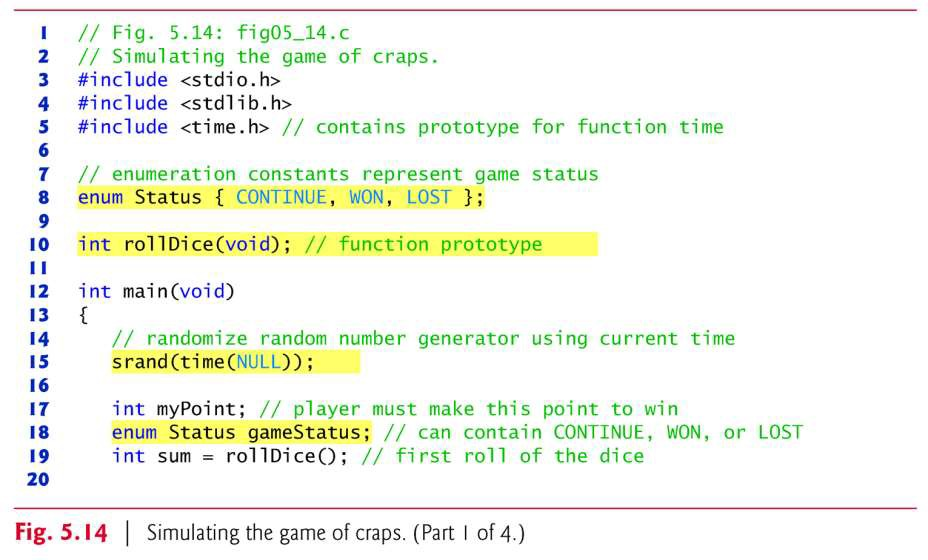 1 // Fig. 5.14: fig05_14.c
2 // Simulating the game of craps.
3 #include <stdio.h>
4 #include <stdlib.h>
5 #include <time.h> // contains prototype for function time
6
7 // enumeration constants represent game status
8 enum Status { CONTINUE, WON, LOST };
9
10 int rollDice(void); // function prototype
11
12 int main(void)
13 {
14 // randomize random number generator using current time
15 srand(time(NULL));
16
17 int myPoint; // player must make this point to win
18 enum Status gameStatus; // can contain CONTINUE, WON, or LOST
19 int sum = rollDice(); // first roll of the dice
20
Fig. 5.14 | Simulating the game of craps. (Part 1 of 4.)